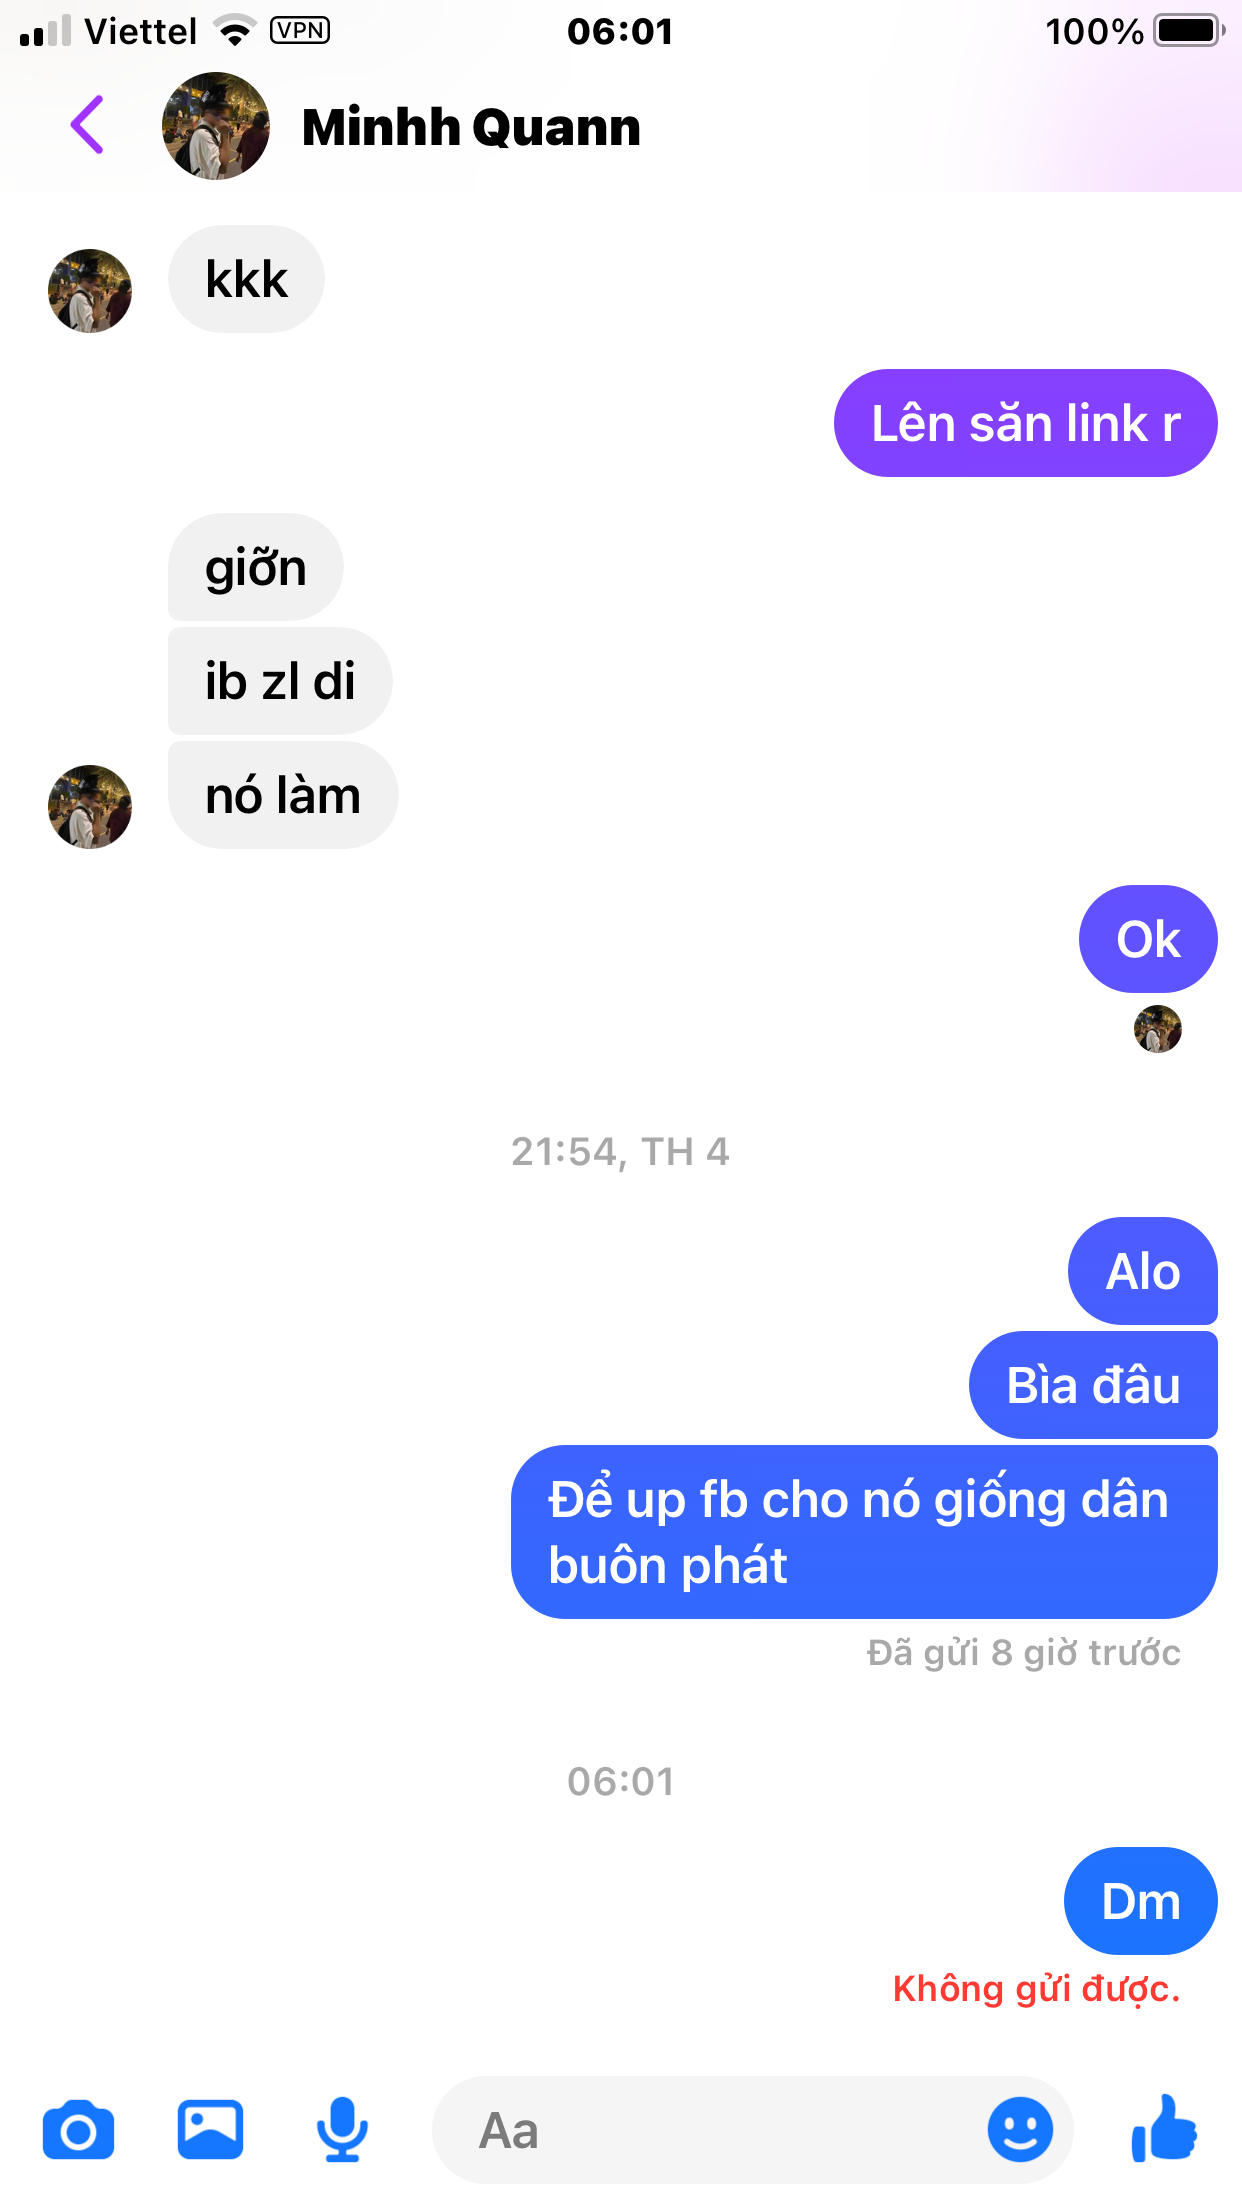 Viettel VPN 06:01 100%
Minhh Quann
kkk
Lên săn link r
giỡn
ib zl di
nó làm
Ok
21:54, TH 4
Alo
Bìa đâu
Để up fb cho nó giống dân
buôn phát
Đã gửi 8 giờ trước
06:01
Dm
Không gửi được.
Aa